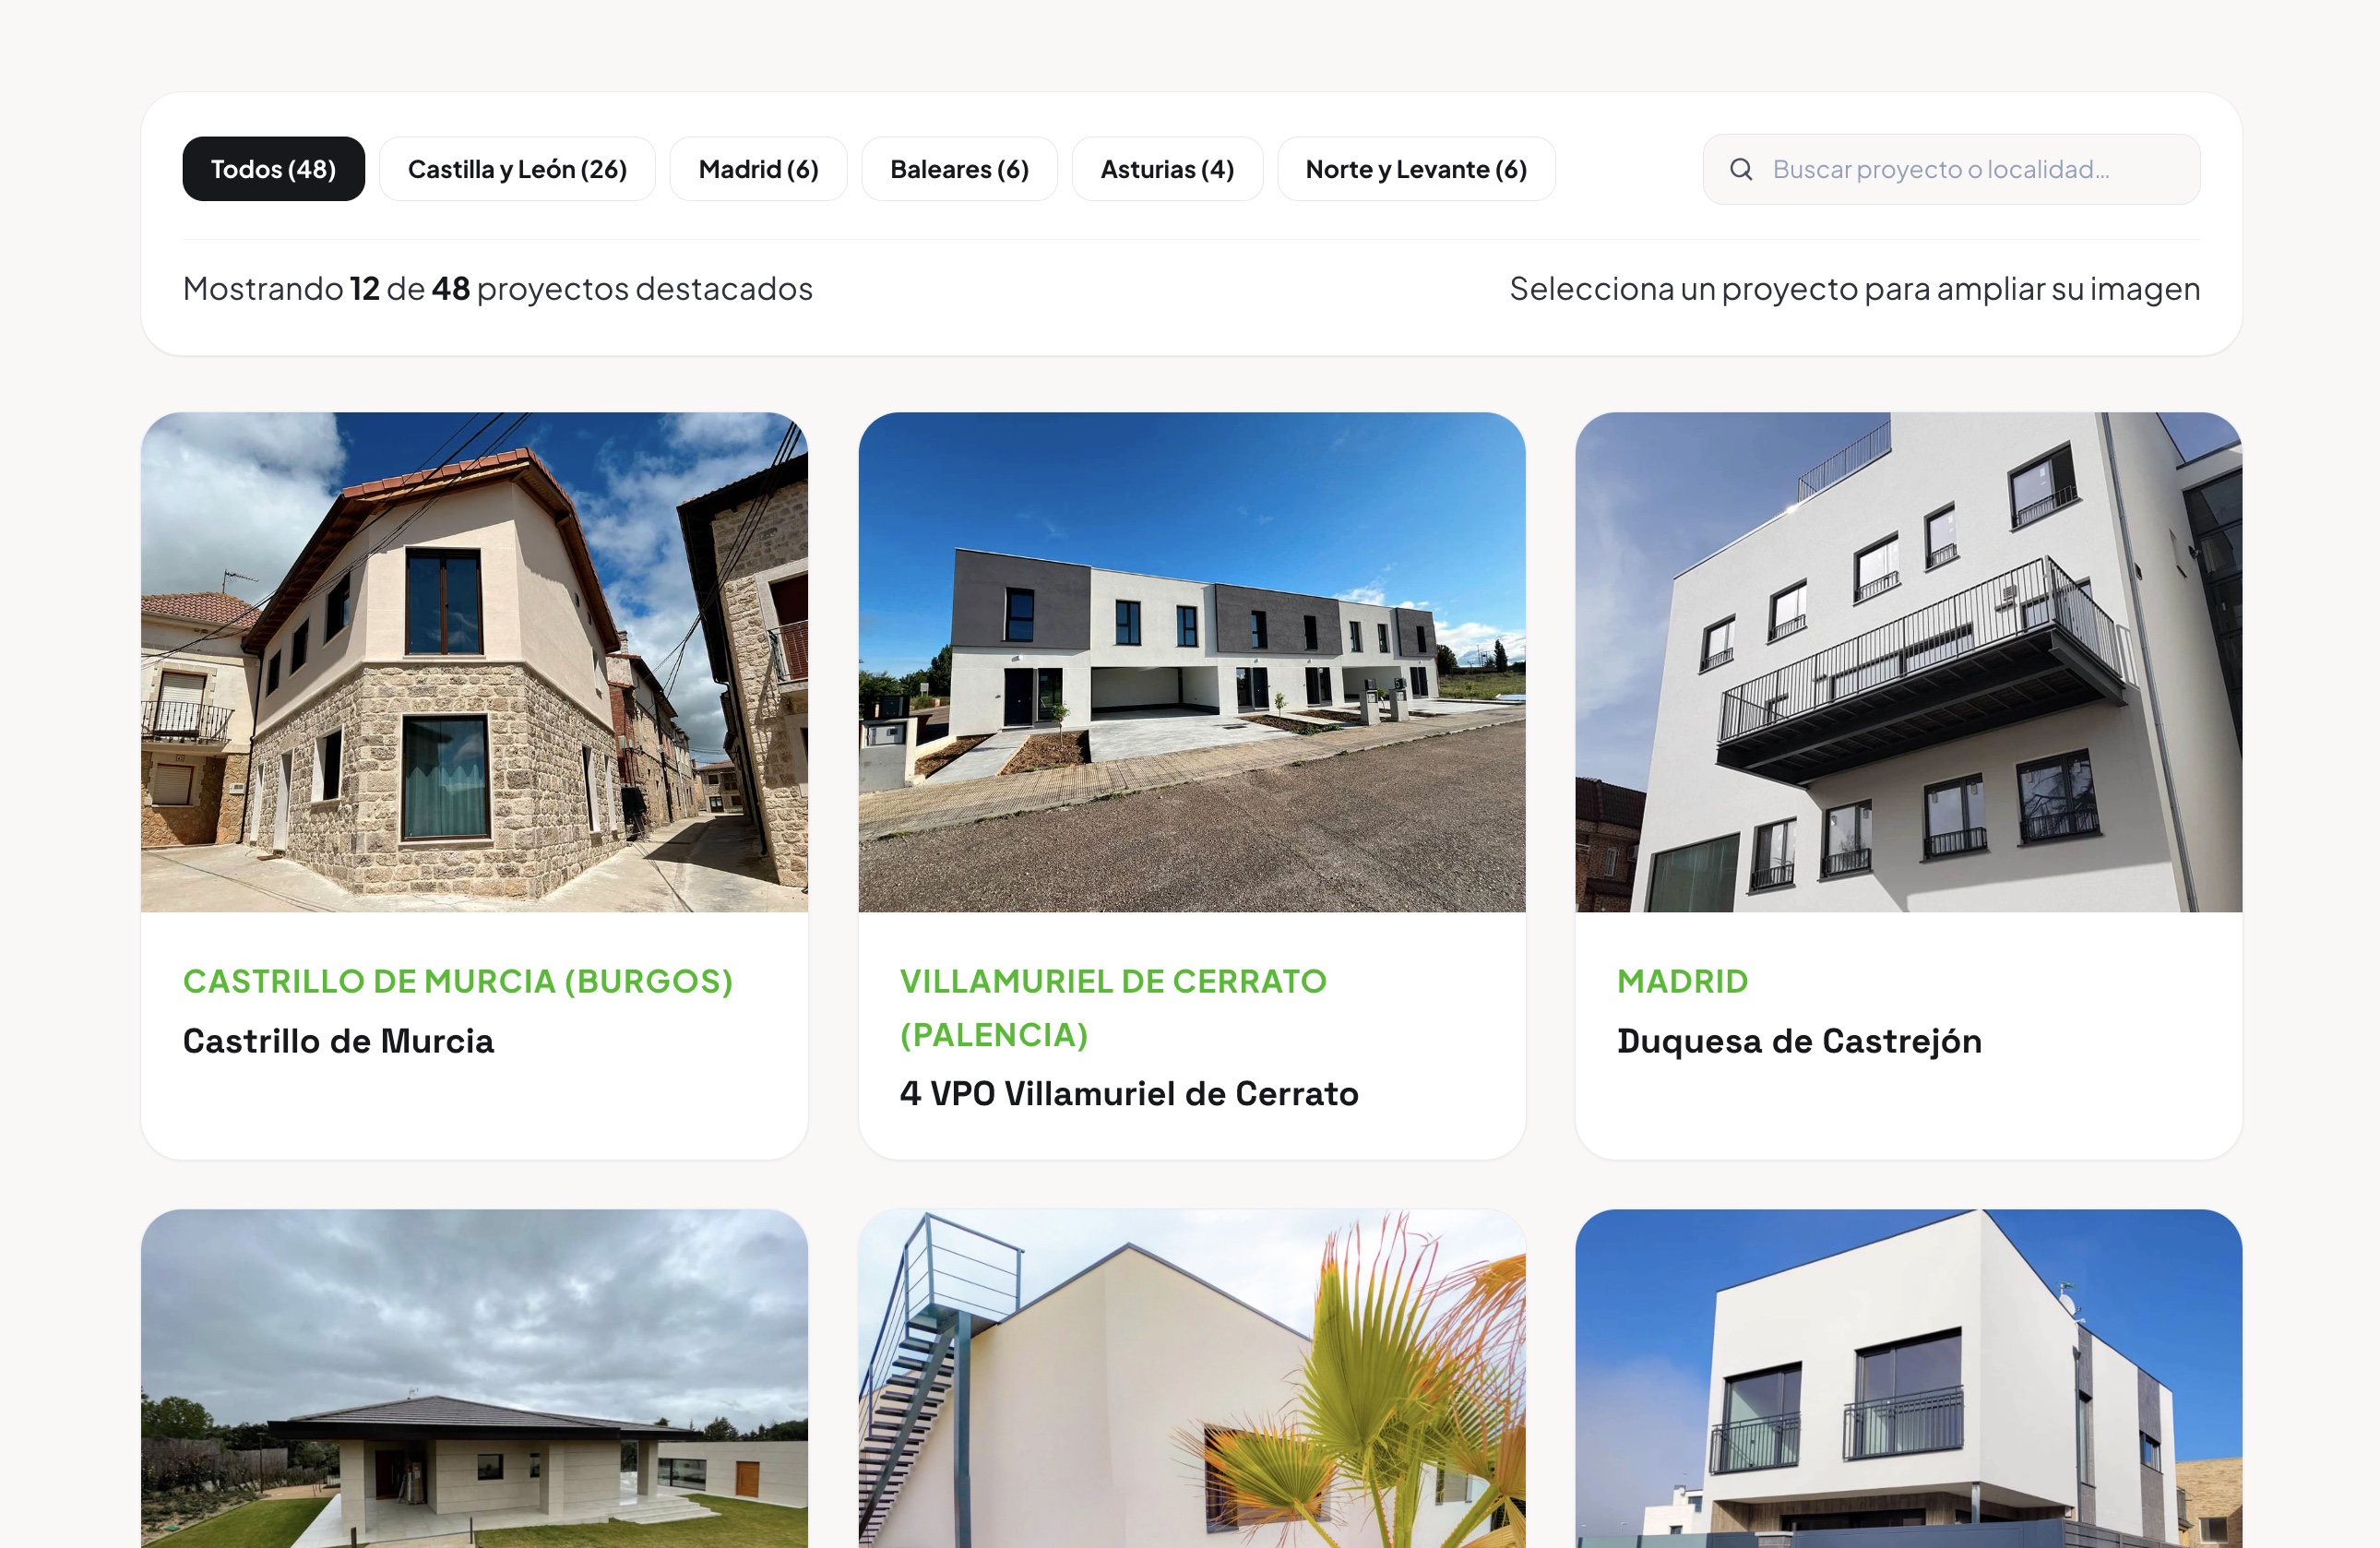 Todos (48)
Castilla y León (26)
Madrid (6)
Baleares (6)
Asturias (4)
Norte y Levante (6)
Buscar proyecto o localidad...
Mostrando 12 de 48 proyectos destacados
Selecciona un proyecto para ampliar su imagen
CASTRILLO DE MURCIA (BURGOS)
Castrillo de Murcia
VILLAMURIEL DE CERRATO
(PALENCIA)
4 VPO Villamuriel de Cerrato
MADRID
Duquesa de Castrejón